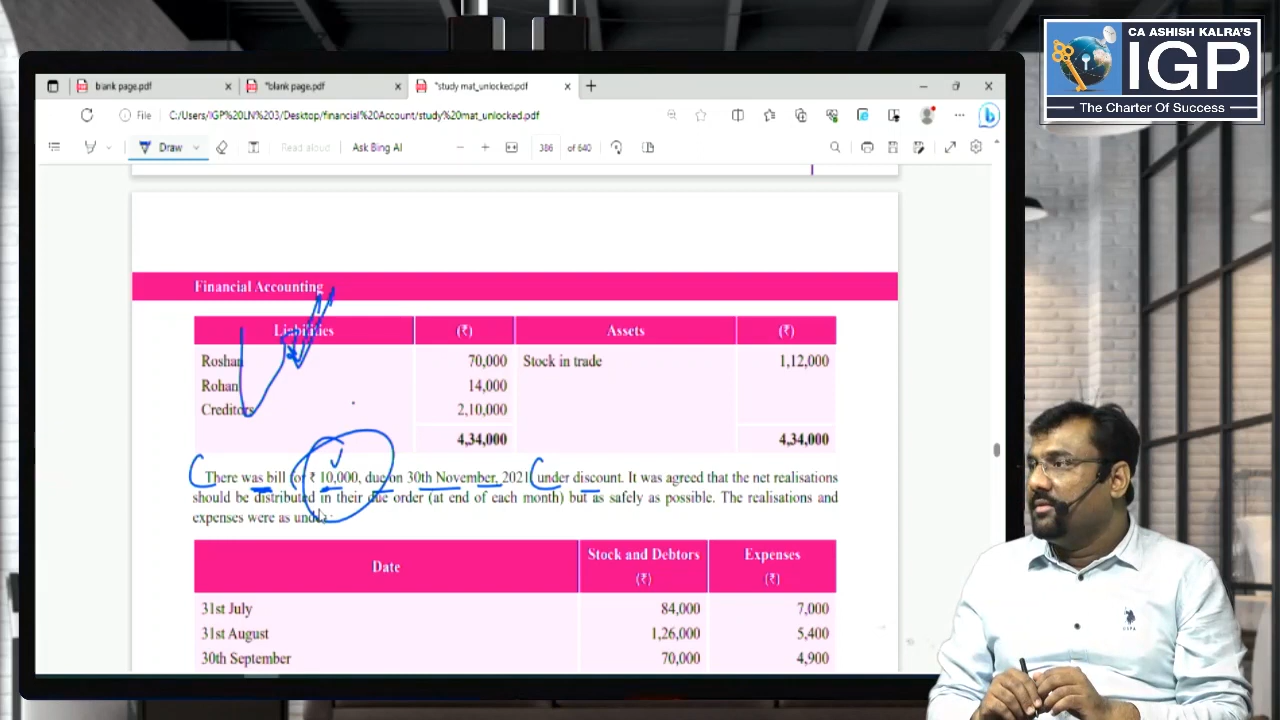 CA ASHISH KALRA'S
IGP
The Charter Of Success
blank page.pdf
*blank page.pdf
*study mat_unlocked.pdf
File C:/Users/IGP%20LN%203/Desktop/financial%20Account/study%20mat_unlocked.pdf
Draw Read aloud Ask Bing AI 386 of 640
Financial Accounting
Liabilities (₹) Assets (₹)
Roshan 70,000 Stock in trade 1,12,000
Rohan 14,000
Creditors 2,10,000
4,34,000 4,34,000
There was bill for ₹ 10,000, due on 30th November, 2021 under discount. It was agreed that the net realisations
should be distributed in their due order (at end of each month) but as safely as possible. The realisations and
expenses were as under:
Date Stock and Debtors (₹) Expenses (₹)
31st July 84,000 7,000
31st August 1,26,000 5,400
30th September 70,000 4,900